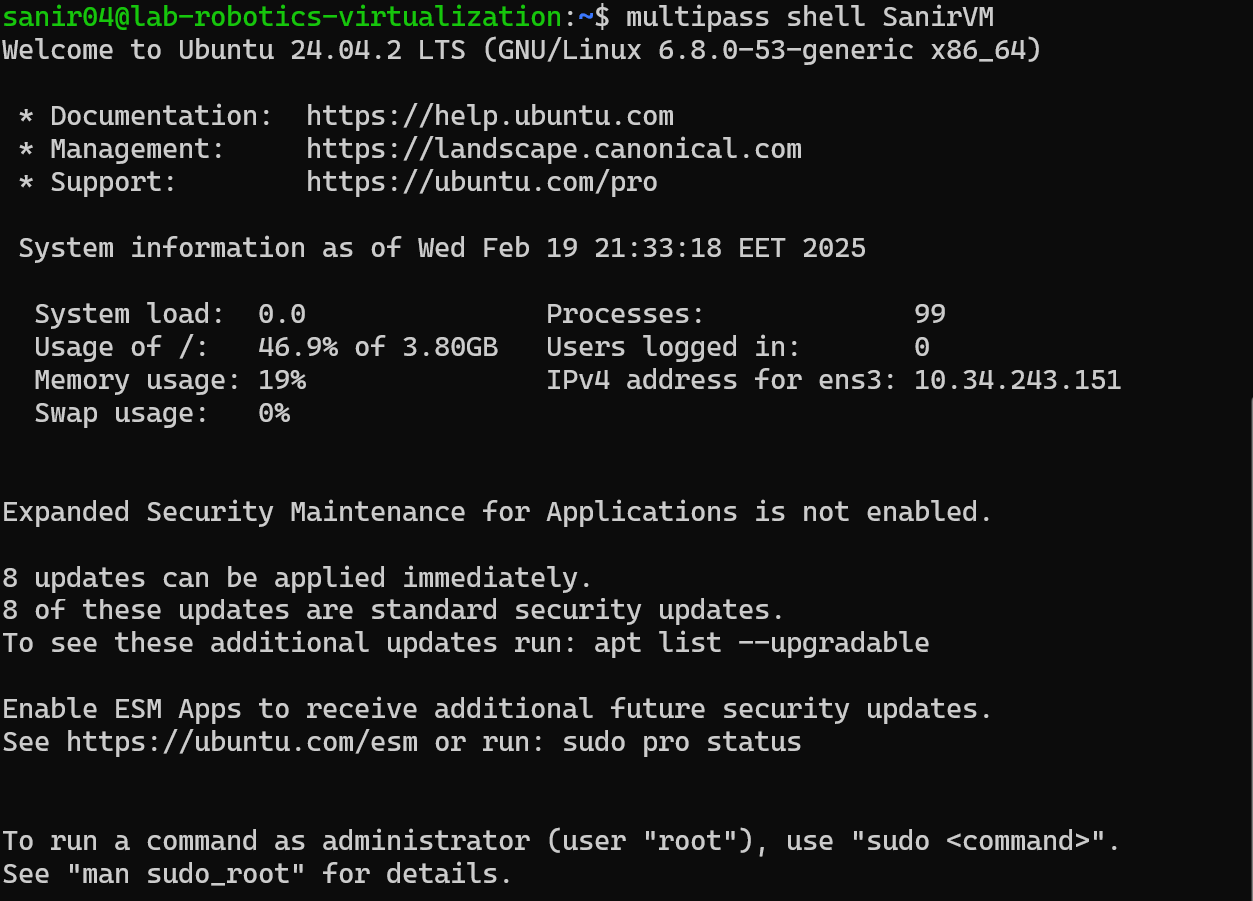 sanir04@lab-robotics-virtualization:~$ multipass shell SanirVM
Welcome to Ubuntu 24.04.2 LTS (GNU/Linux 6.8.0-53-generic x86_64)

 * Documentation:  https://help.ubuntu.com
 * Management:     https://landscape.canonical.com
 * Support:        https://ubuntu.com/pro

 System information as of Wed Feb 19 21:33:18 EET 2025

  System load:  0.0               Processes:             99
  Usage of /:   46.9% of 3.80GB   Users logged in:       0
  Memory usage: 19%               IPv4 address for ens3: 10.34.243.151
  Swap usage:   0%

Expanded Security Maintenance for Applications is not enabled.

8 updates can be applied immediately.
8 of these updates are standard security updates.
To see these additional updates run: apt list --upgradable

Enable ESM Apps to receive additional future security updates.
See https://ubuntu.com/esm or run: sudo pro status

To run a command as administrator (user "root"), use "sudo <command>".
See "man sudo_root" for details.